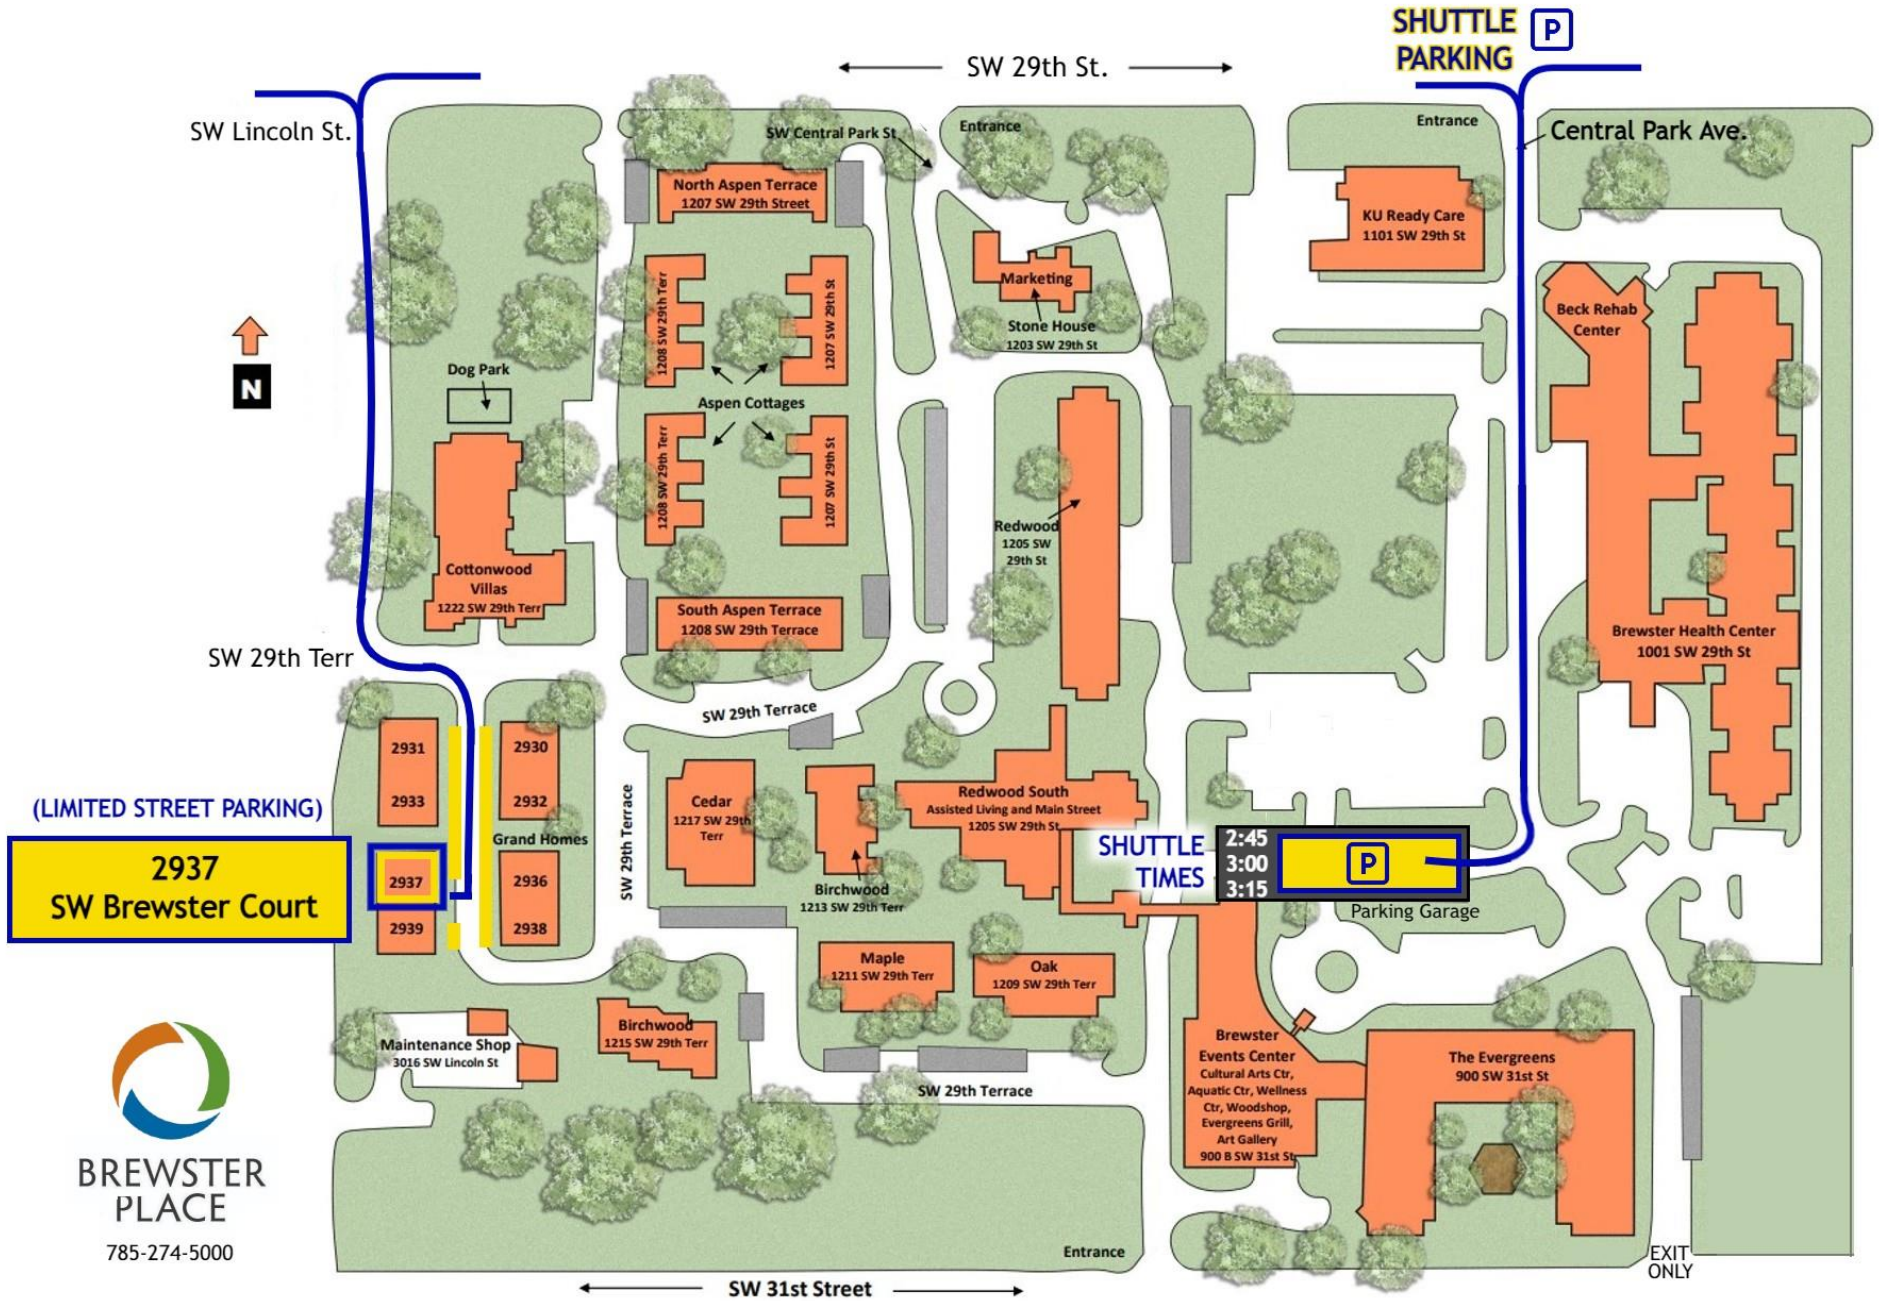 SHUTTLE
PARKING
P
SW 29th St.
SW Lincoln St.
SW Central Park St
Entrance
Entrance
Central Park Ave.
North Aspen Terrace
1207 SW 29th Street
KU Ready Care
1101 SW 29th St
Marketing
Stone House
1203 SW 29th St
Beck Rehab
Center
1208 SW 29th Terr
1207 SW 29th St
N
Dog Park
Aspen Cottages
1208 SW 29th Terr
1207 SW 29th St
Redwood
1205 SW
29th St
Cottonwood
Villas
1222 SW 29th Terr
South Aspen Terrace
1208 SW 29th Terrace
Brewster Health Center
1001 SW 29th St
SW 29th Terr
SW 29th Terrace
2931
2933
2930
2932
Grand Homes
2937
2939
2936
2938
(LIMITED STREET PARKING)
2937
SW Brewster Court
SW 29th Terrace
Cedar
1217 SW 29th
Terr
Birchwood
1213 SW 29th Terr
Redwood South
Assisted Living and Main Street
1205 SW 29th St
SHUTTLE
TIMES
2:45
3:00
3:15
P
Parking Garage
Maple
1211 SW 29th Terr
Oak
1209 SW 29th Terr
Maintenance Shop
3016 SW Lincoln St
Birchwood
1215 SW 29th Terr
Brewster
Events Center
Cultural Arts Ctr,
Aquatic Ctr, Wellness
Ctr, Woodshop,
Evergreens Grill,
Art Gallery
900 B SW 31st St
The Evergreens
900 SW 31st St
SW 29th Terrace
BREWSTER
PLACE
785-274-5000
Entrance
EXIT
ONLY
SW 31st Street